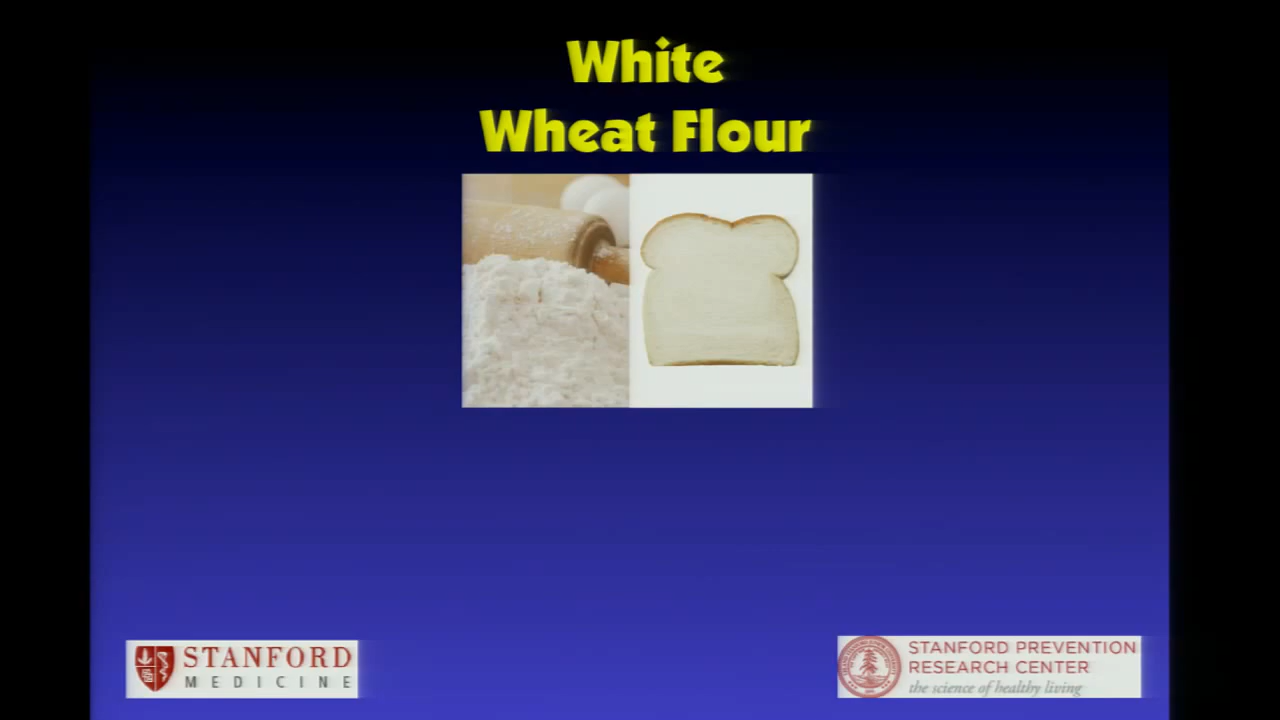 White
Wheat Flour
STANFORD
MEDICINE
STANFORD PREVENTION
RESEARCH CENTER
the science of healthy living